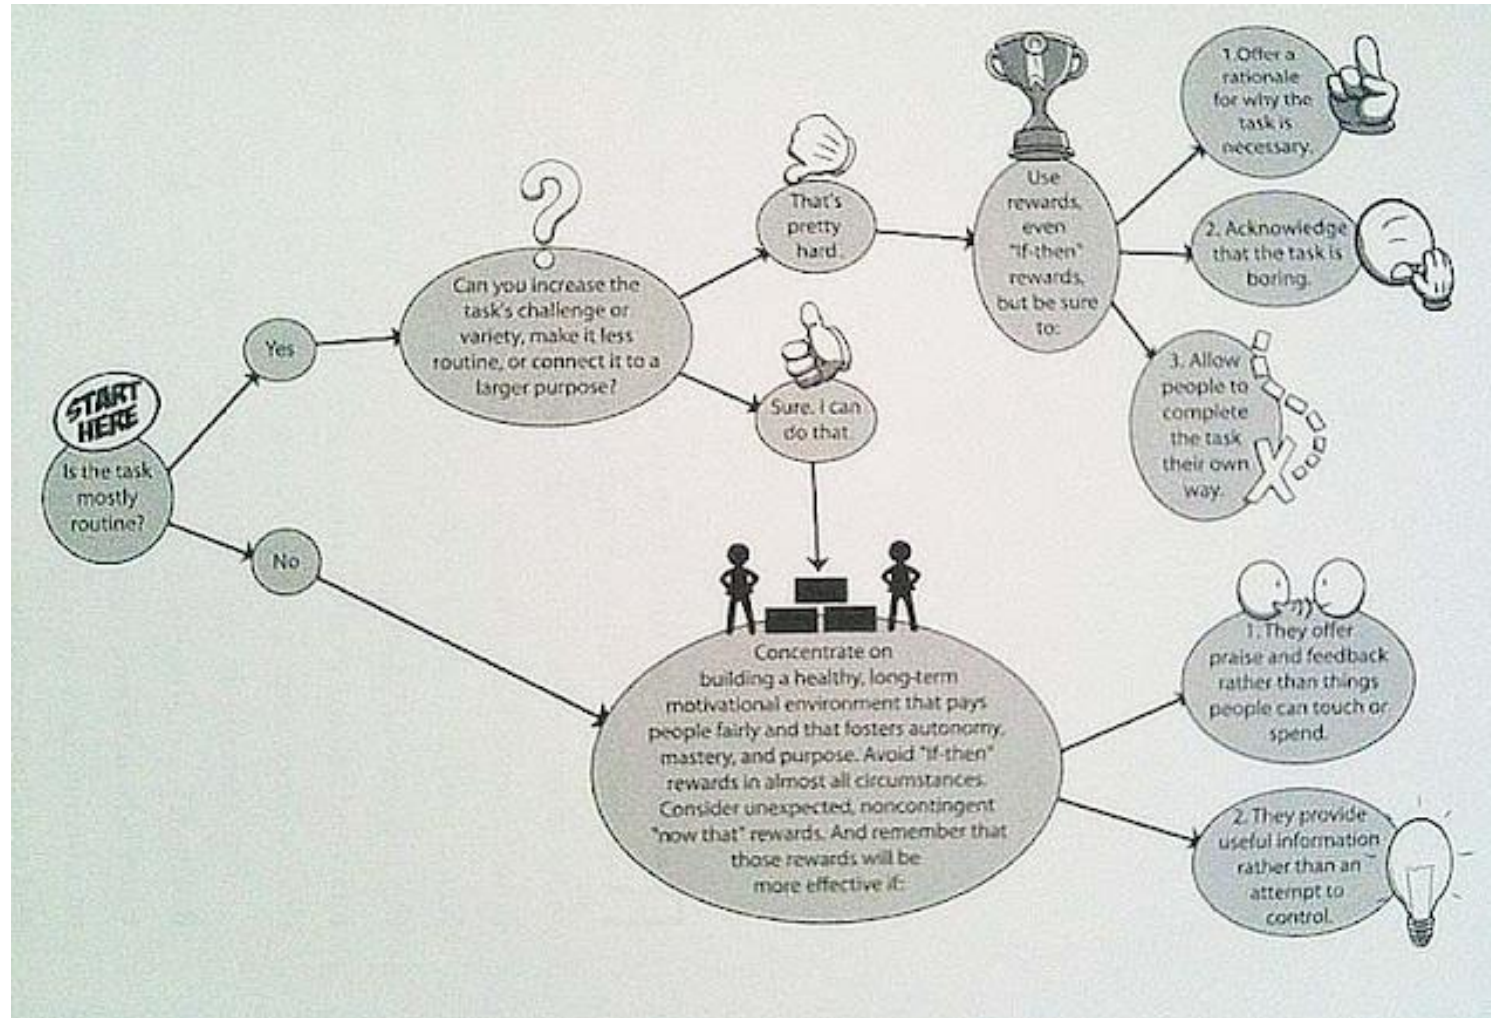 START
HERE
Is the task
mostly
routine?
Yes
No
Can you increase the
task's challenge or
variety, make it less
routine, or connect it to a
larger purpose?
That's
pretty
hard.
Sure, I can
do that
Use
rewards,
even
"if-then"
rewards,
but be sure
to:
1.Offer a
rationale
for why the
task is
necessary.
2. Acknowledge
that the task is
boring.
3. Allow
people to
complete
the task
their own
way.
Concentrate on
building a healthy, long-term
motivational environment that pays
people fairly and that fosters autonomy,
mastery, and purpose. Avoid "if-then"
rewards in almost all circumstances.
Consider unexpected, noncontingent
"now that" rewards. And remember that
those rewards will be
more effective if:
1. They offer
praise and feedback
rather than things
people can touch or
spend.
2. They provide
useful information
rather than an
attempt to
control.